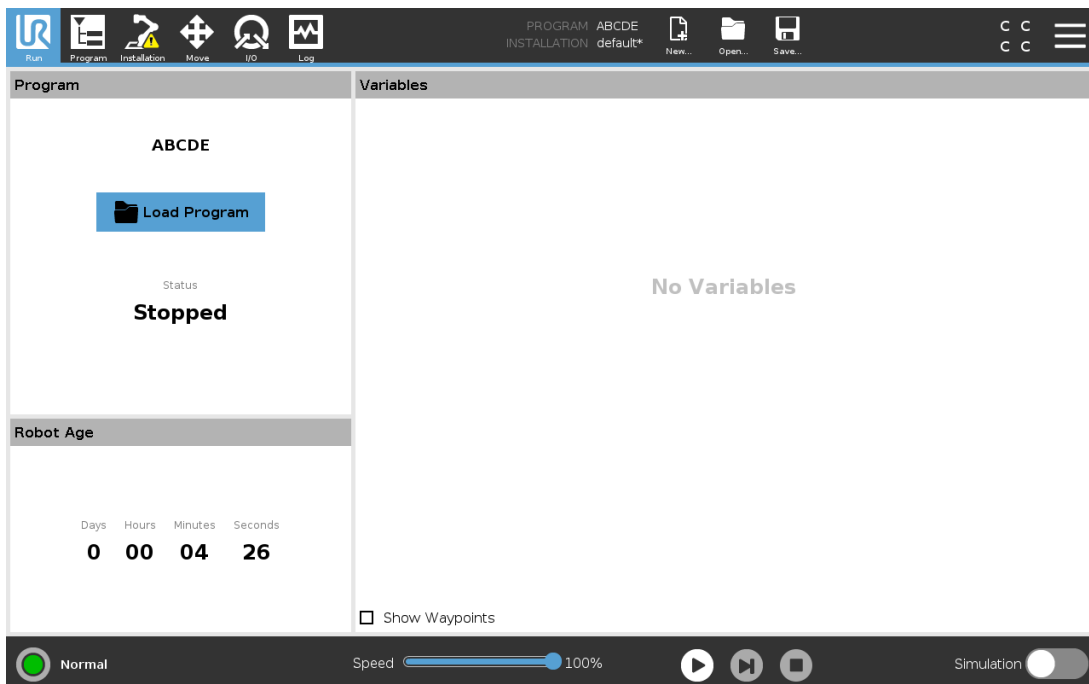 UR
Run
Program
Installation
Move
I/O
Log
PROGRAM ABCDE
INSTALLATION default*
New...
Open...
Save...
C C
C C
Program
Variables
ABCDE
Load Program
Status
Stopped
No Variables
Robot Age
Days Hours Minutes Seconds
0 00 04 26
Show Waypoints
Normal
Speed 100%
Simulation